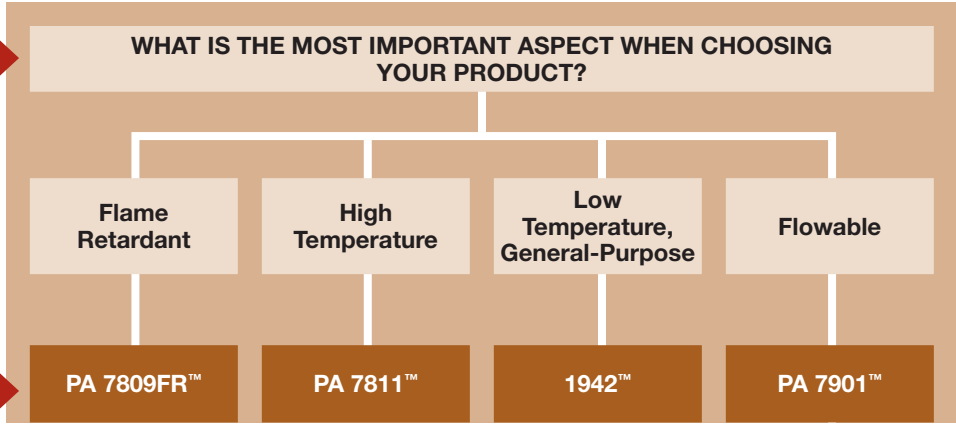 WHAT IS THE MOST IMPORTANT ASPECT WHEN CHOOSING
YOUR PRODUCT?
Flame
Retardant
High
Temperature
Low
Temperature,
General-Purpose
Flowable
PA 7809FR™
PA 7811™
1942™
PA 7901™